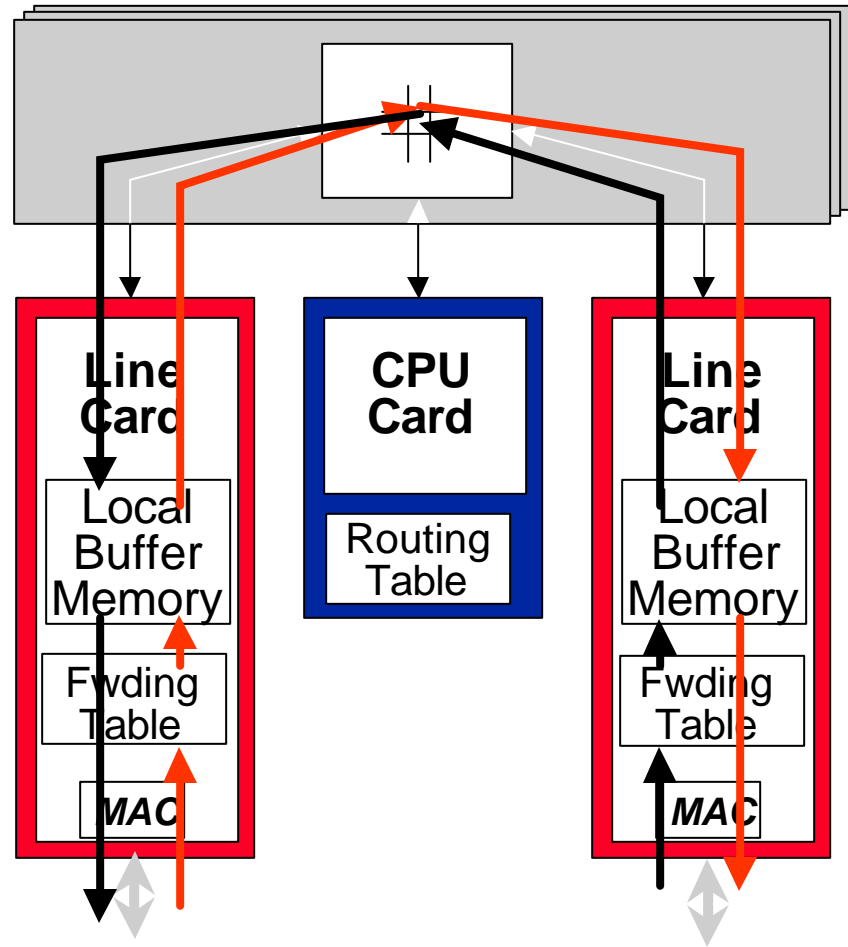 Line
Card
Local
Buffer
Memory
Fwding
Table
MAC
CPU
Card
Routing
Table
Line
Card
Local
Buffer
Memory
Fwding
Table
MAC